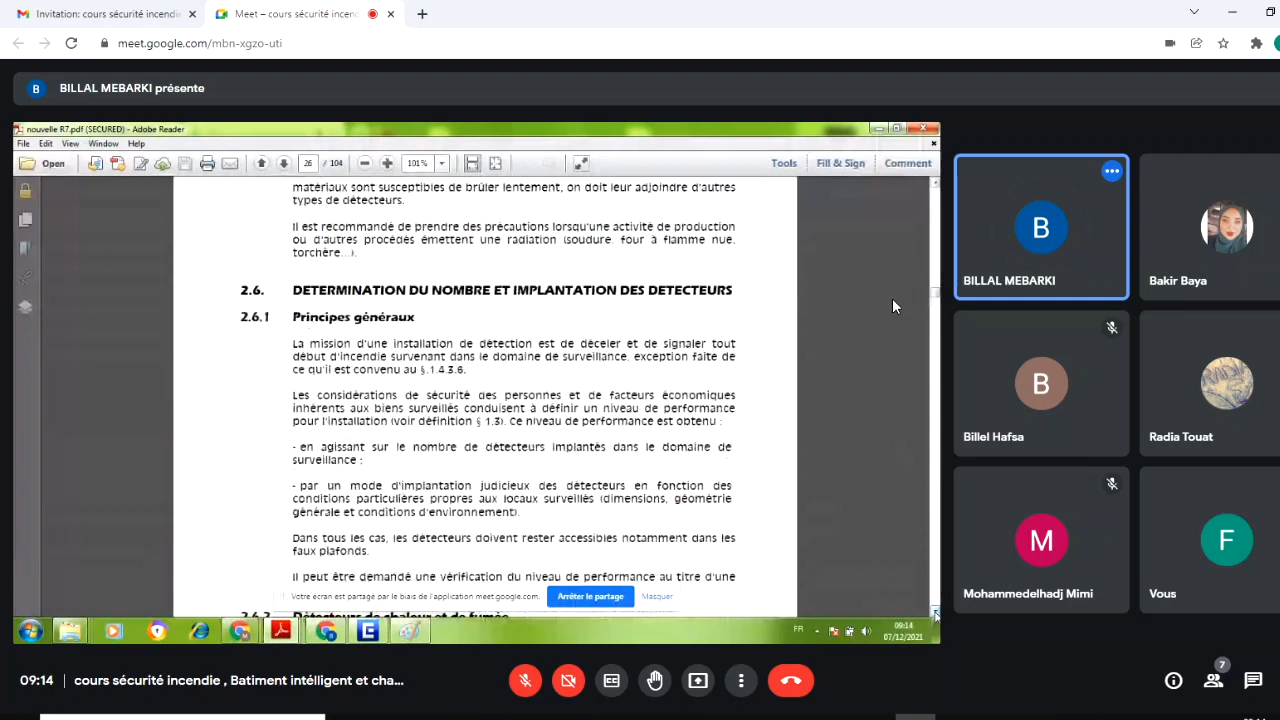 Invitation: cours sécurité incendie
Meet – cours sécurité incend
meet.google.com/mbn-xgzo-uti
B BILLAL MEBARKI présente
nouvelle R7.pdf (SECURED) - Adobe Reader
File Edit View Window Help
Open 26 / 104 101% Tools Fill & Sign Comment
matériaux sont susceptibles de brûler lentement, on doit leur adjoindre d'autres
types de détecteurs.
Il est recommandé de prendre des précautions lorsqu'une activité de production
ou d'autres procédés émettent une radiation (soudure, four à flamme nue,
torchère...).
2.6. DETERMINATION DU NOMBRE ET IMPLANTATION DES DETECTEURS
2.6.1 Principes généraux
La mission d'une installation de détection est de déceler et de signaler tout
début d'incendie survenant dans le domaine de surveillance, exception faite de
ce qu'il est convenu au §.1.4.3.6.
Les considérations de sécurité des personnes et de facteurs économiques
inhérents aux biens surveillés conduisent à définir un niveau de performance
pour l'installation (voir définition § 1.3). Ce niveau de performance est obtenu :
- en agissant sur le nombre de détecteurs implantés dans le domaine de
surveillance ;
- par un mode d'implantation judicieux des détecteurs en fonction des
conditions particulières propres aux locaux surveillés (dimensions, géométrie
générale et conditions d'environnement).
Dans tous les cas, les détecteurs doivent rester accessibles notamment dans les
faux plafonds.
Il peut être demandé une vérification du niveau de performance au titre d'une
Votre écran est partagé par le biais de l'application meet.google.com. Arrêter le partage Masquer
2.6.2 Détecteurs de chaleur et de fumée
FR 09:14
07/12/2021
B
BILLAL MEBARKI
Bakir Baya
B
Billel Hafsa
Radia Touat
M
Mohammedelhadj Mimi
F
Vous
09:14 | cours sécurité incendie , Batiment intélligent et cha...
7